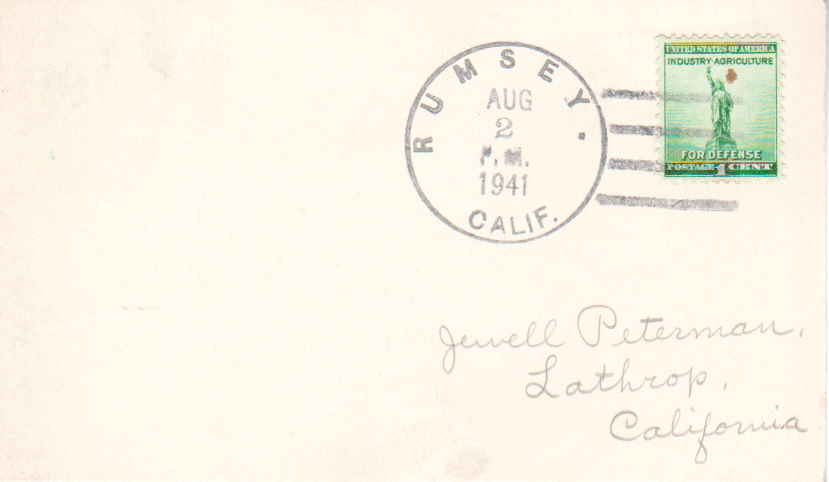 RUMSEY.
AUG
2
P.M.
1941
CALIF.
UNITED STATES OF AMERICA
INDUSTRY AGRICULTURE
FOR DEFENSE
POSTAGE 1 CENT
Jewell Peterman,
Lathrop,
California